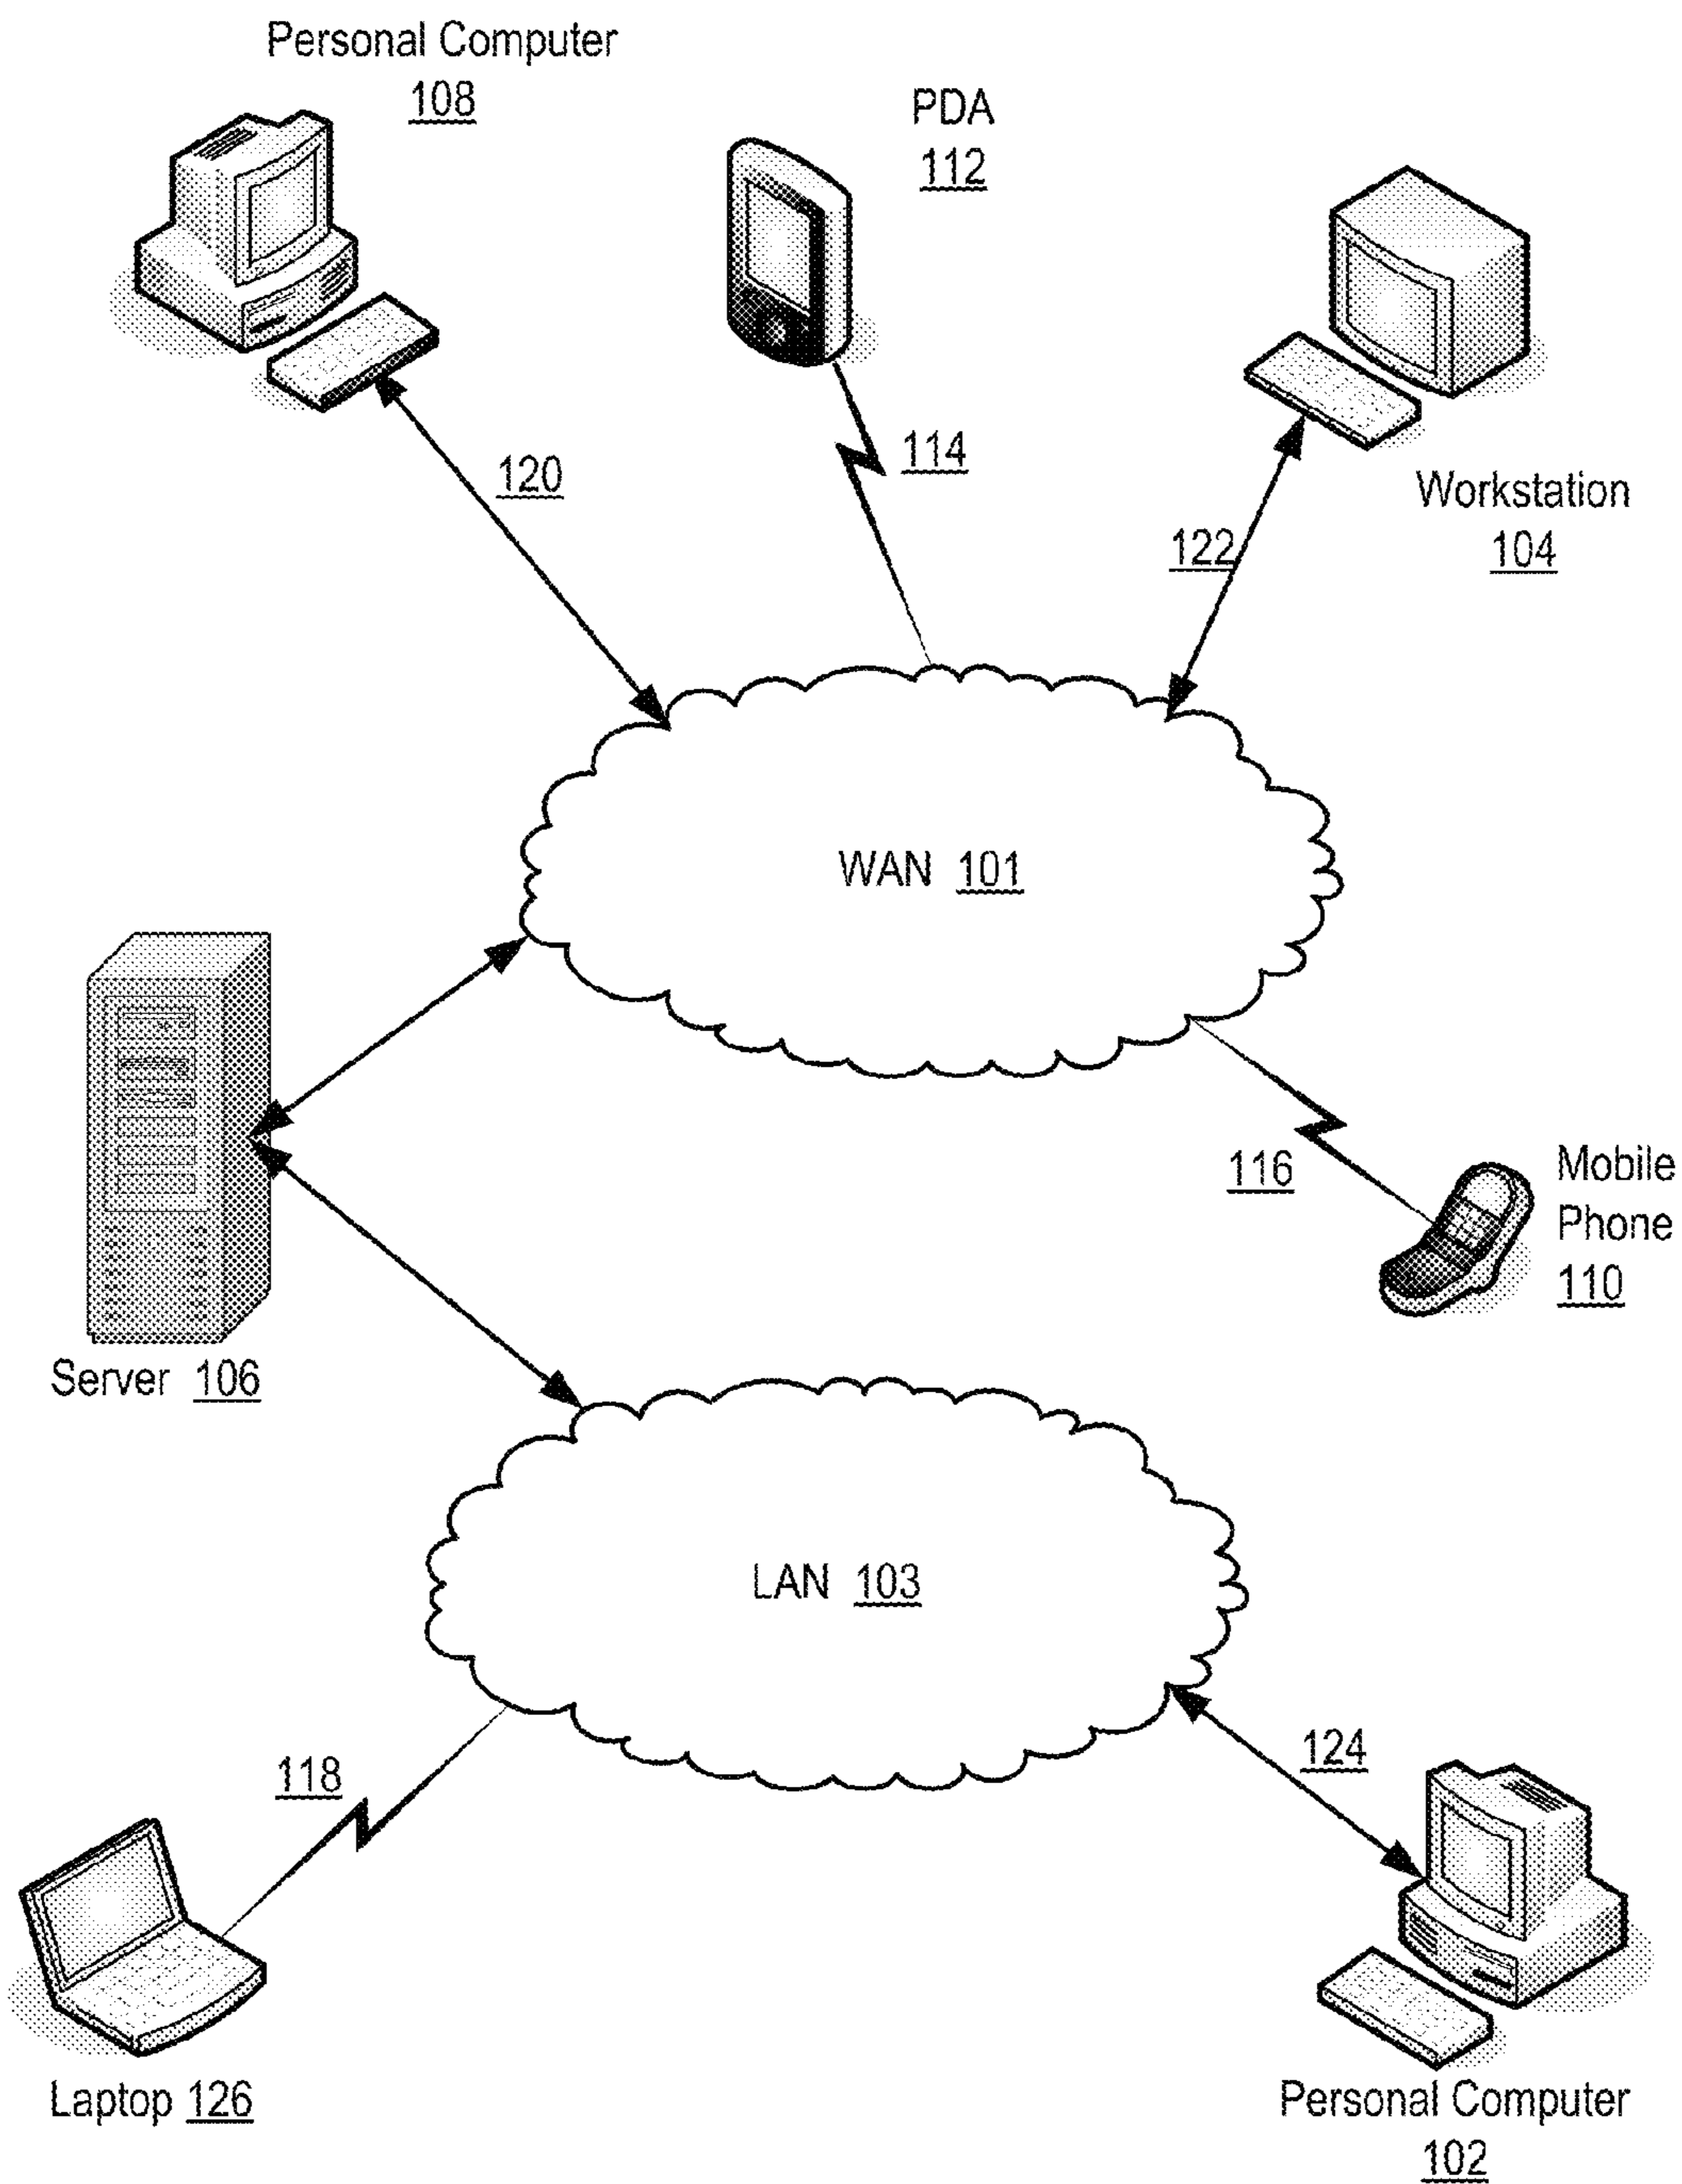 Personal Computer
108
PDA
112
120
114
Workstation
104
122
WAN 101
Server 106
116
Mobile
Phone
110
LAN 103
118
124
Laptop 126
Personal Computer
102